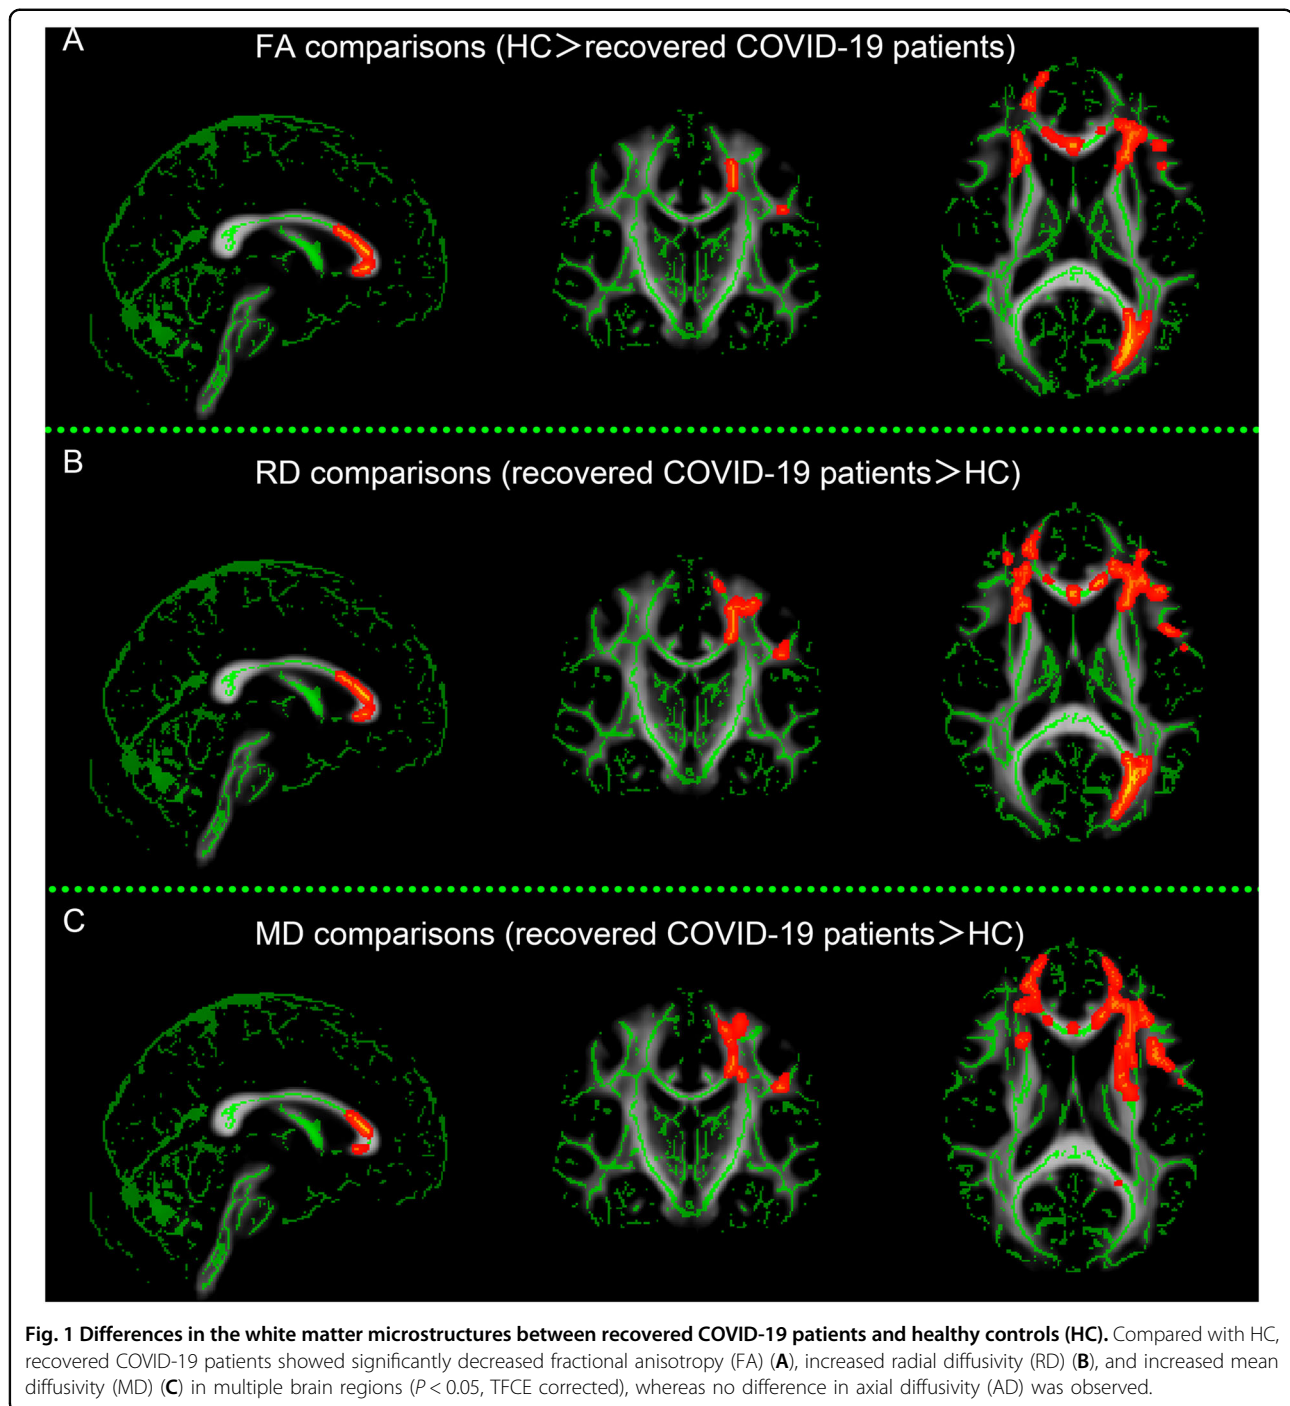 A
FA comparisons (HC>recovered COVID-19 patients)
B
RD comparisons (recovered COVID-19 patients>HC)
C
MD comparisons (recovered COVID-19 patients>HC)
Fig. 1 Differences in the white matter microstructures between recovered COVID-19 patients and healthy controls (HC). Compared with HC,
recovered COVID-19 patients showed significantly decreased fractional anisotropy (FA) (A), increased radial diffusivity (RD) (B), and increased mean
diffusivity (MD) (C) in multiple brain regions (P < 0.05, TFCE corrected), whereas no difference in axial diffusivity (AD) was observed.